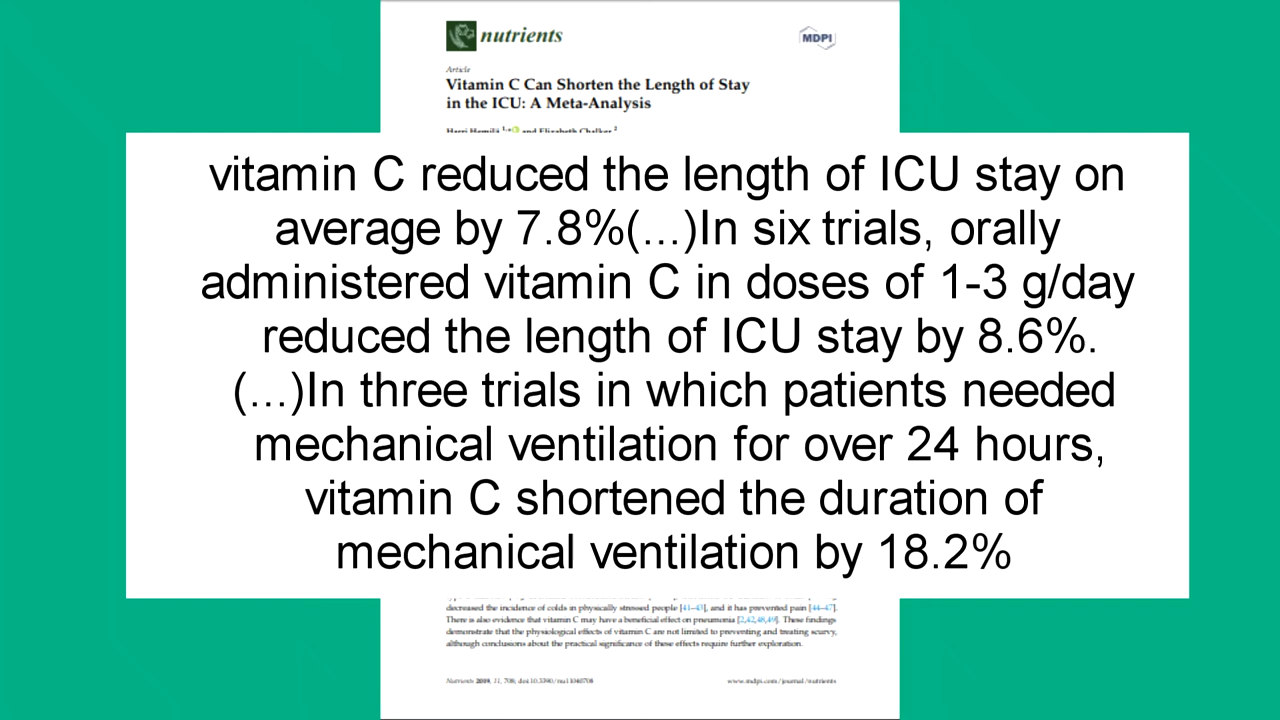 nutrients
MDPI
Article
Vitamin C Can Shorten the Length of Stay
in the ICU: A Meta-Analysis
Harri Hemilä 1,* and Elizabeth Chalker 2
vitamin C reduced the length of ICU stay on
average by 7.8%(...)In six trials, orally
administered vitamin C in doses of 1-3 g/day
reduced the length of ICU stay by 8.6%.
(...)In three trials in which patients needed
mechanical ventilation for over 24 hours,
vitamin C shortened the duration of
mechanical ventilation by 18.2%
decreased the incidence of colds in physically stressed people [41–43], and it has prevented pain [44–47].
There is also evidence that vitamin C may have a beneficial effect on pneumonia [2,42,48,49]. These findings
demonstrate that the physiological effects of vitamin C are not limited to preventing and treating scurvy,
although conclusions about the practical significance of these effects require further exploration.
Nutrients 2019, 11, 708; doi:10.3390/nu11040708
www.mdpi.com/journal/nutrients